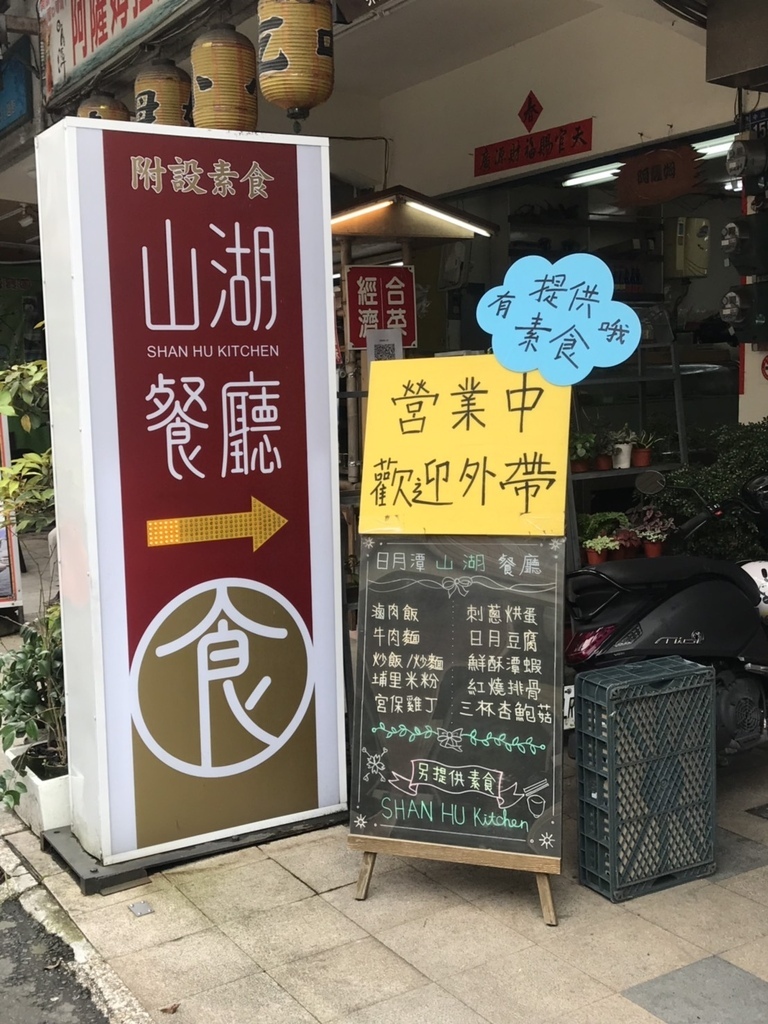 附設素食
山湖
SHAN HU KITCHEN
餐廳
食
經濟
合菜
有提供
素食哦
營業中
歡迎外帶
日月潭山湖餐廳
滷肉飯
牛肉麵
炒飯/炒麵
埔里米粉
宮保雞丁
刺蔥烘蛋
日月豆腐
鮮酥潭蝦
紅燒排骨
三杯杏鮑菇
另提供素食
SHAN HU Kitchen